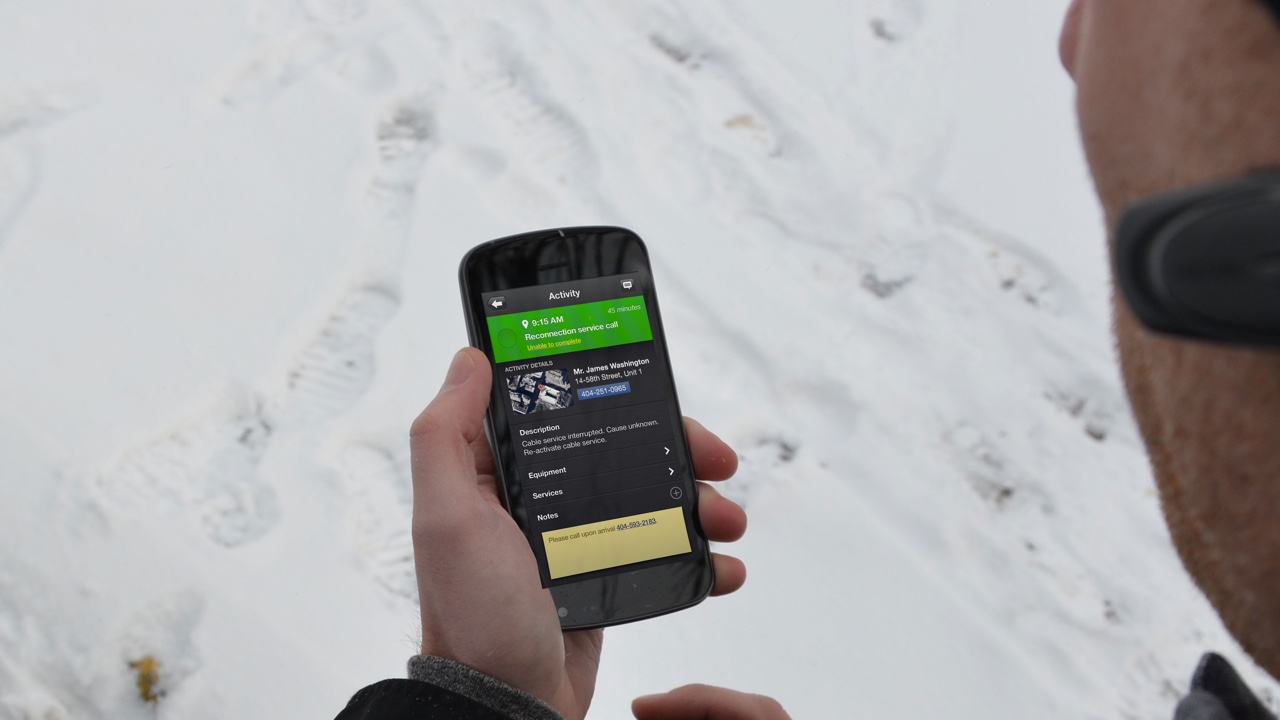 Activity
45 minutes
9:15 AM
Reconnection service call
Unable to complete
ACTIVITY DETAILS
Mr. James Washington
14-58th Street, Unit 1
404-251-0965
Description
Cable service interrupted. Cause unknown.
Re-activate cable service.
Equipment
Services
Notes
Please call upon arrival 404-593-2183.